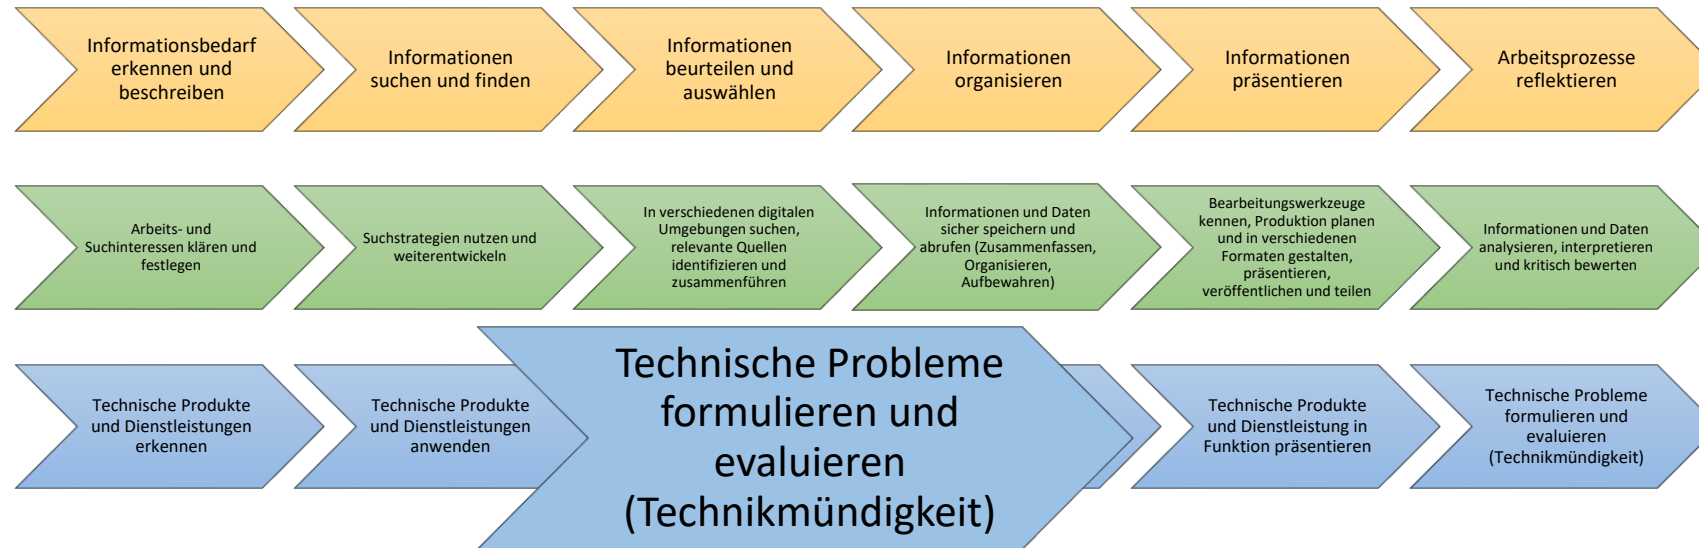 Informationsbedarf
erkennen und
beschreiben
Informationen
suchen und finden
Informationen
beurteilen und
auswählen
Informationen
organisieren
Informationen
präsentieren
Arbeitsprozesse
reflektieren
Arbeits- und
Suchinteressen klären und
festlegen
Suchstrategien nutzen und
weiterentwickeln
In verschiedenen digitalen
Umgebungen suchen,
relevante Quellen
identifizieren und
zusammenführen
Informationen und Daten
sicher speichern und
abrufen (Zusammenfassen,
Organisieren,
Aufbewahren)
Bearbeitungswerkzeuge
kennen, Produktion planen
und in verschiedenen
Formaten gestalten,
präsentieren,
veröffentlichen und teilen
Informationen und Daten
analysieren, interpretieren
und kritisch bewerten
Technische Produkte
und Dienstleistungen
erkennen
Technische Produkte
und Dienstleistungen
anwenden
Technische Probleme
formulieren und
evaluieren
(Technikmündigkeit)
Technische Produkte
und Dienstleistung in
Funktion präsentieren
Technische Probleme
formulieren und
evaluieren
(Technikmündigkeit)